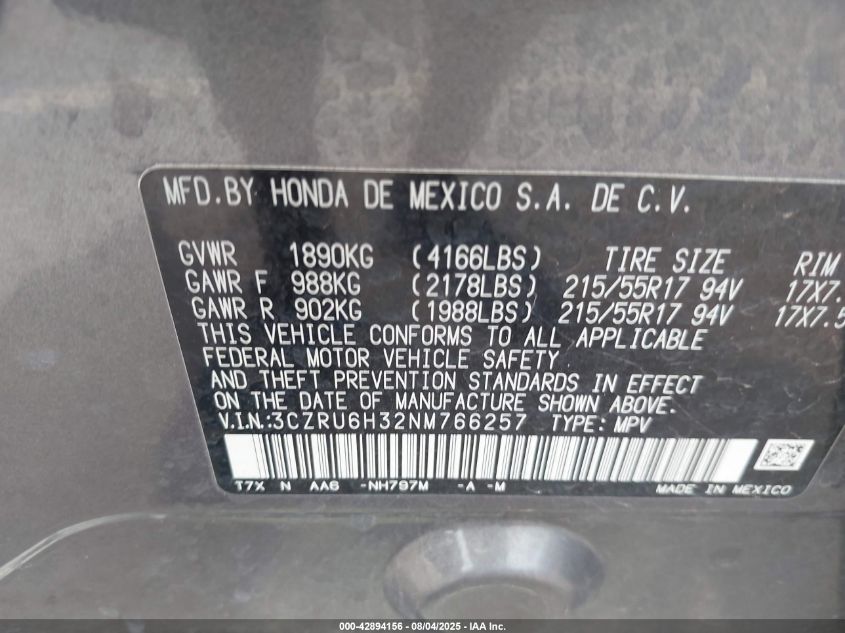 MFD.BY HONDA DE MEXICO S.A. DE C.V.
GVWR 1890KG (4166LBS) TIRE SIZE RIM
GAWR F 988KG (2178LBS) 215/55R17 94V 17X7.
GAWR R 902KG (1988LBS) 215/55R17 94V 17X7.5
THIS VEHICLE CONFORMS TO ALL APPLICABLE
FEDERAL MOTOR VEHICLE SAFETY
AND THEFT PREVENTION STANDARDS IN EFFECT
ON THE DATE OF MANUFACTURE SHOWN ABOVE.
V.I.N.:3CZRU6H32NM766257 TYPE: MPV
T7X N AA6 -NH797M -A -M MADE IN MEXICO
000-42894156 - 08/04/2025 - IAA Inc.